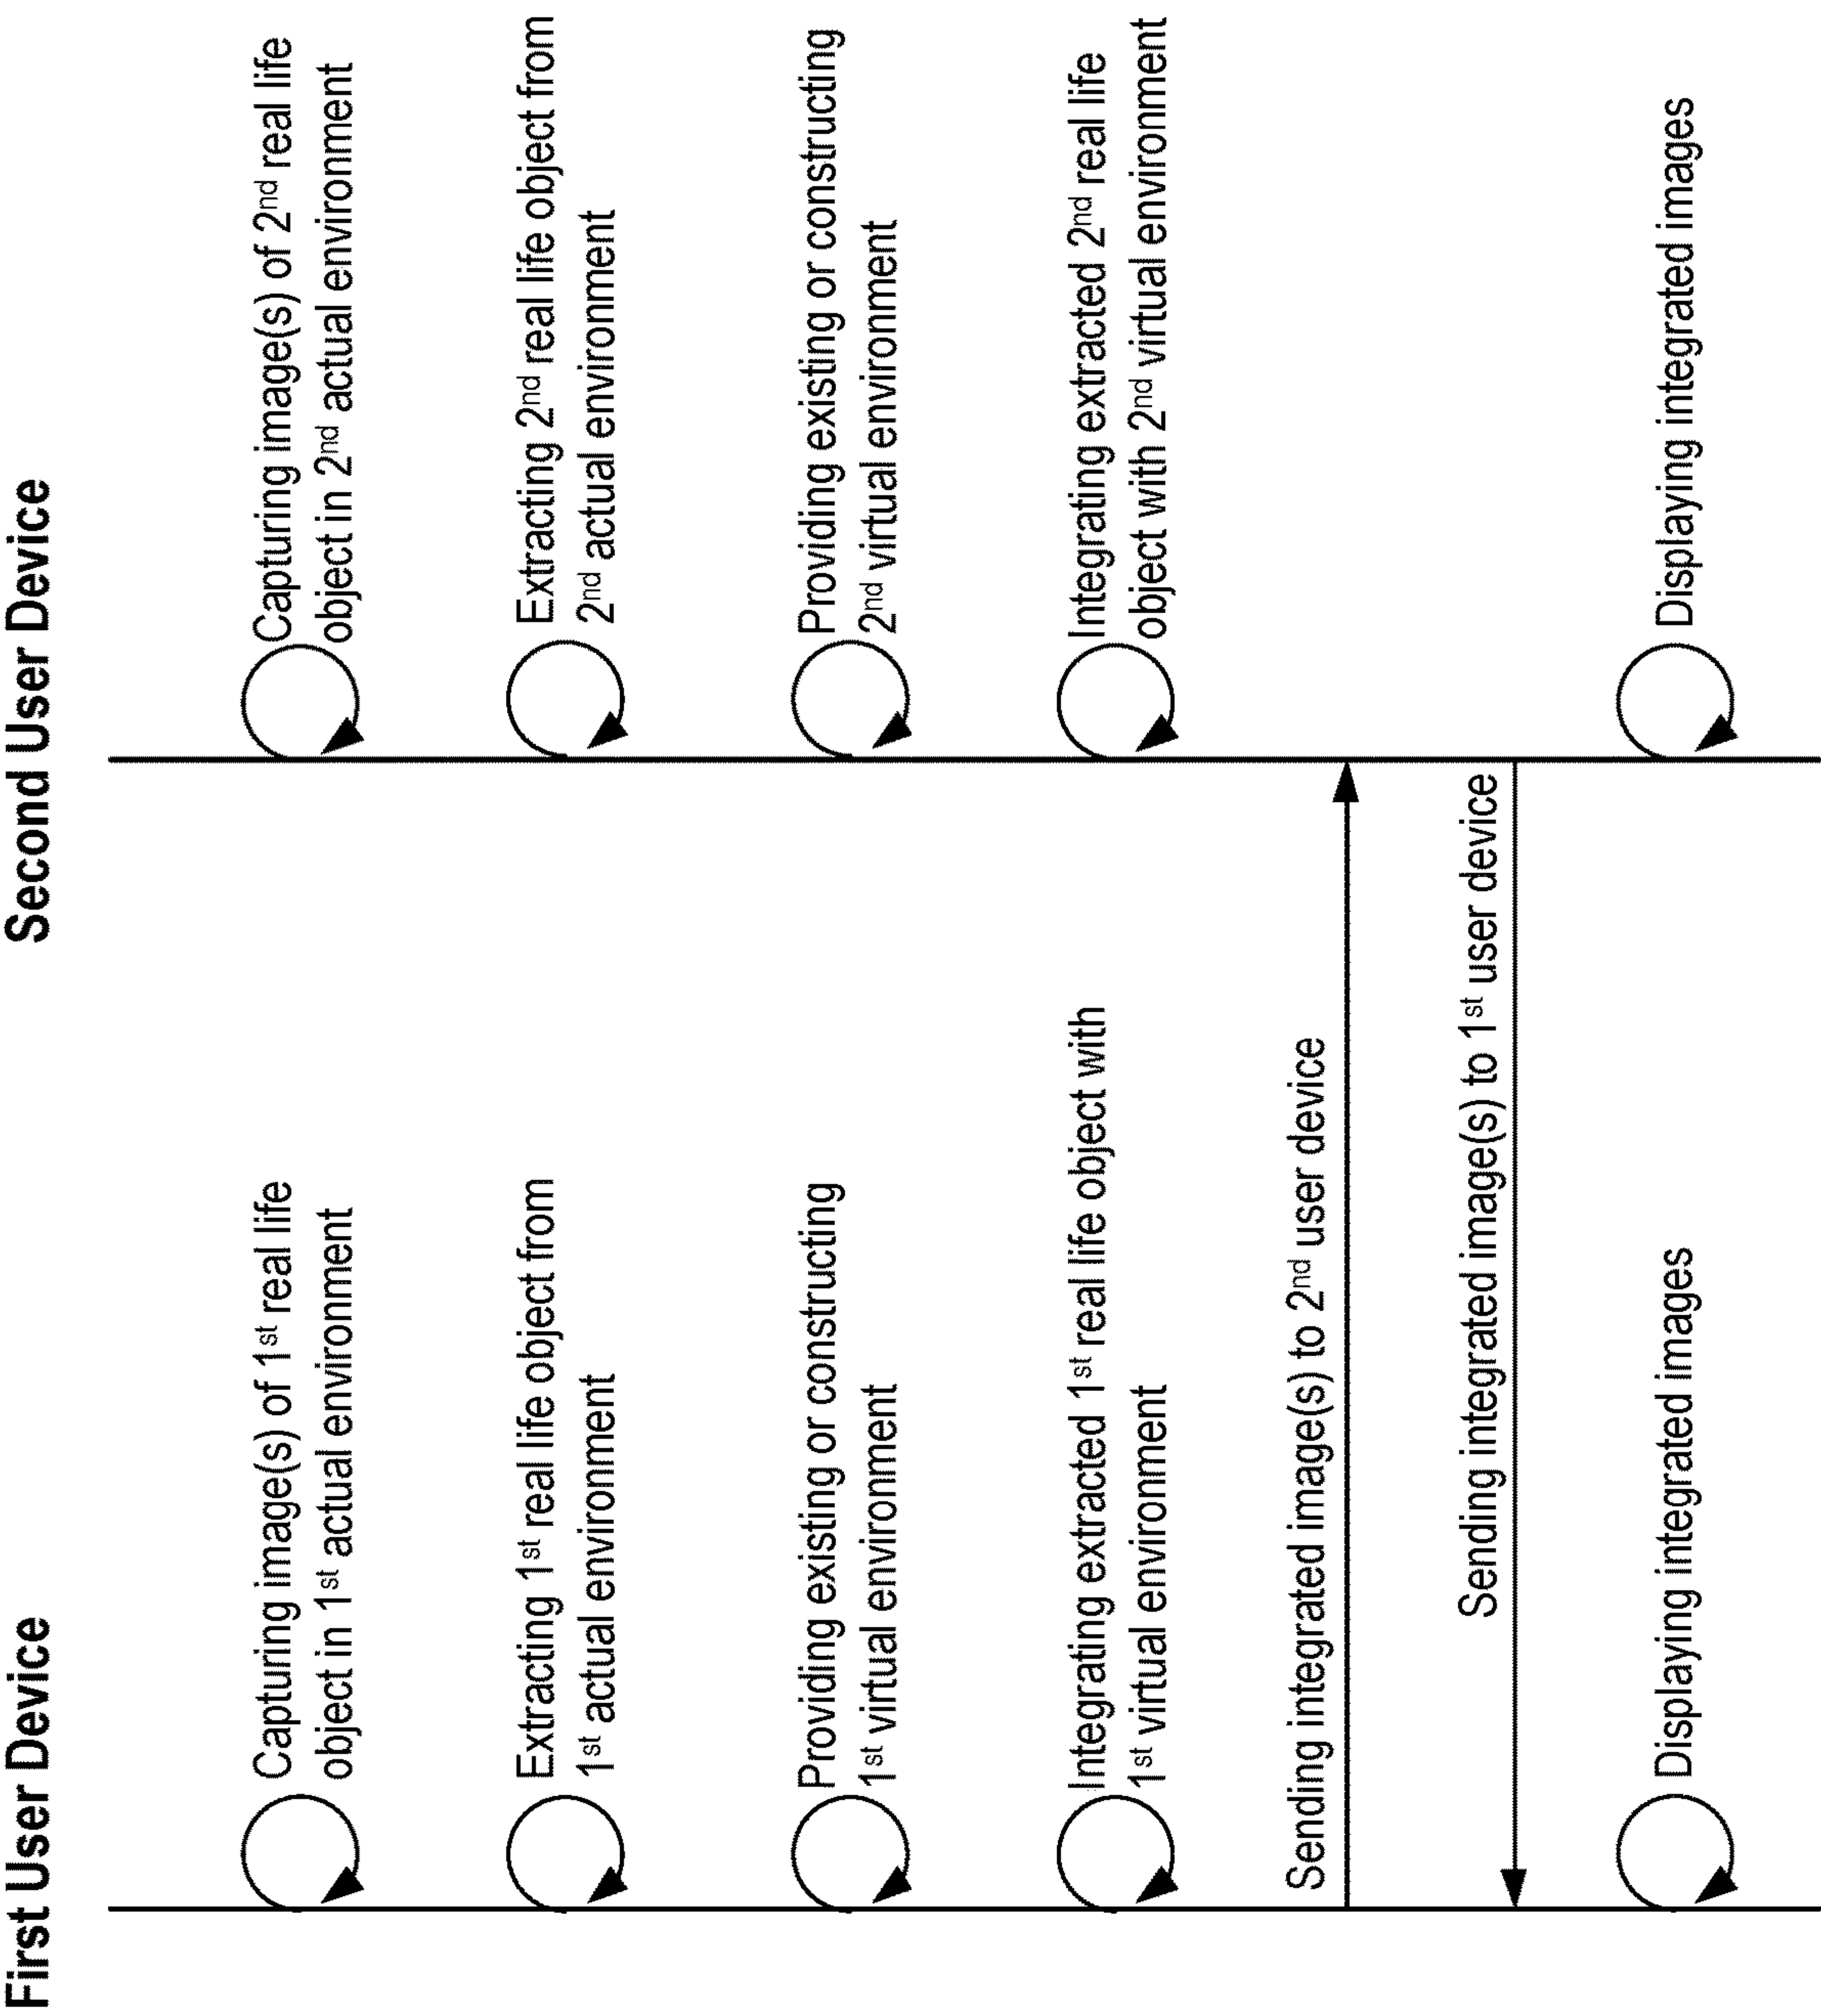 First User Device
Second User Device
Capturing image(s) of 1st real life
object in 1st actual environment
Capturing image(s) of 2nd real life
object in 2nd actual environment
Extracting 1st real life object from
1st actual environment
Extracting 2nd real life object from
2nd actual environment
Providing existing or constructing
1st virtual environment
Providing existing or constructing
2nd virtual environment
Integrating extracted 1st real life object with
1st virtual environment
Integrating extracted 2nd real life
object with 2nd virtual environment
Sending integrated image(s) to 2nd user device
Sending integrated image(s) to 1st user device
Displaying integrated images
Displaying integrated images